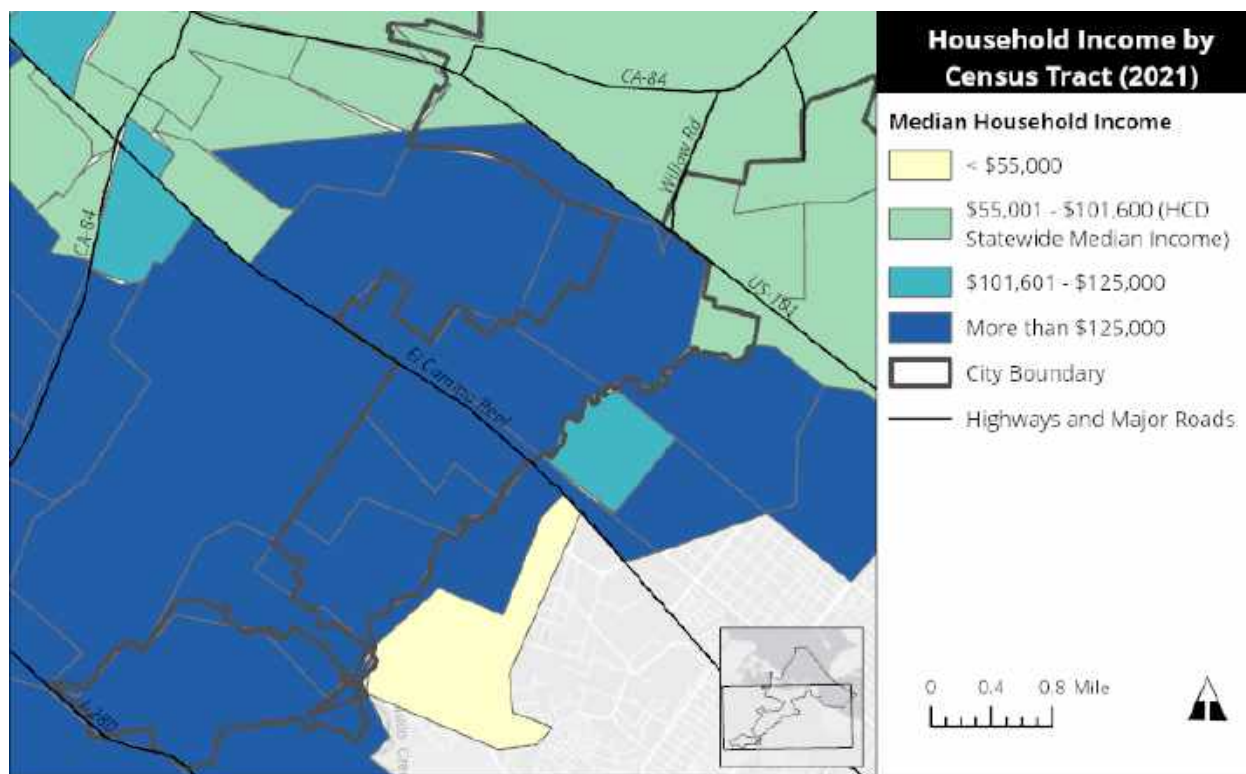 Household Income by
Census Tract (2021)
Median Household Income
< $55,000
$55,001 - $101,600 (HCD
Statewide Median Income)
$101,601 - $125,000
More than $125,000
City Boundary
Highways and Major Roads
0 0.4 0.8 Mile
CA-84
Willow Rd
CA-84
US-101
El Camino Real
I-280